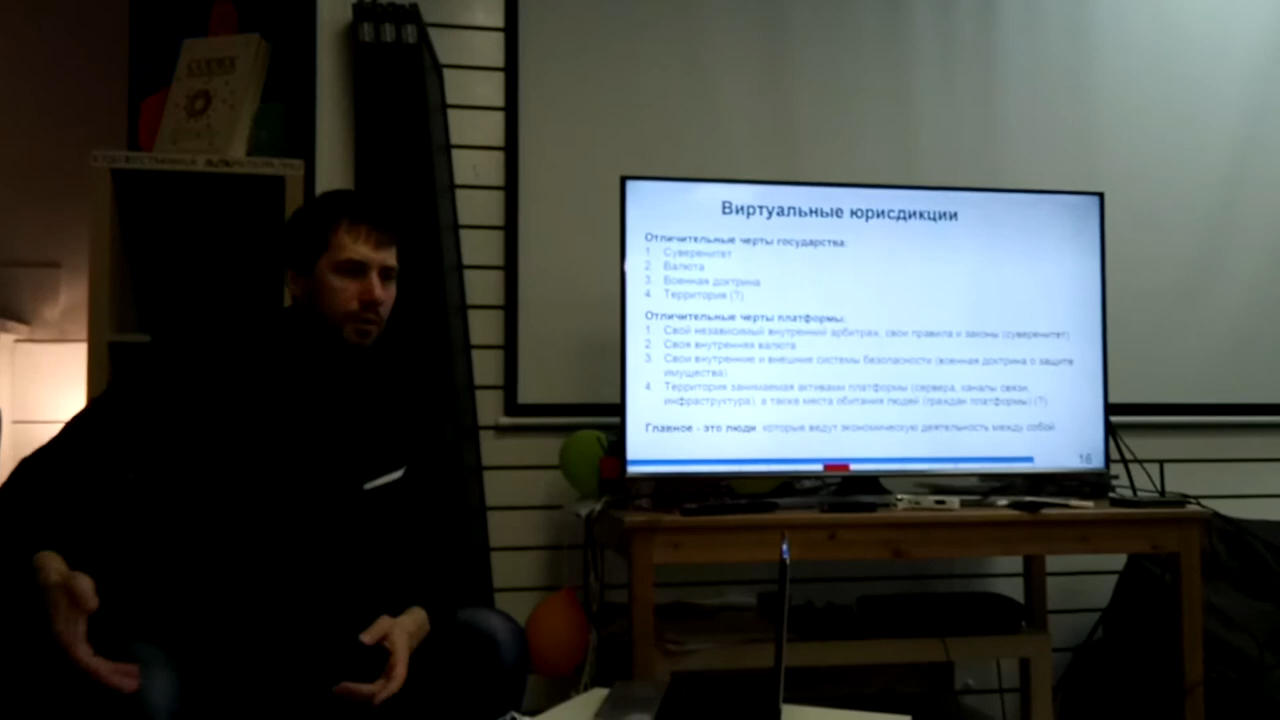 ХУДОЖЕСТВЕННАЯ ЛИТЕРАТУРА
Виртуальные юрисдикции
Отличительные черты государства:
1. Суверенитет
2. Валюта
3. Военная доктрина
4. Территория (?)
Отличительные черты платформы:
1. Свой независимый внутренний арбитраж, свои правила и законы (суверенитет)
2. Своя внутренняя валюта
3. Свои внутренние и внешние системы безопасности (военная доктрина о защите
имущества)
4. Территория занимаемая активами платформы (сервера, каналы связи,
инфраструктура), а также места обитания людей (граждан платформы) (?)
Главное - это люди которые ведут экономическую деятельность между собой
16